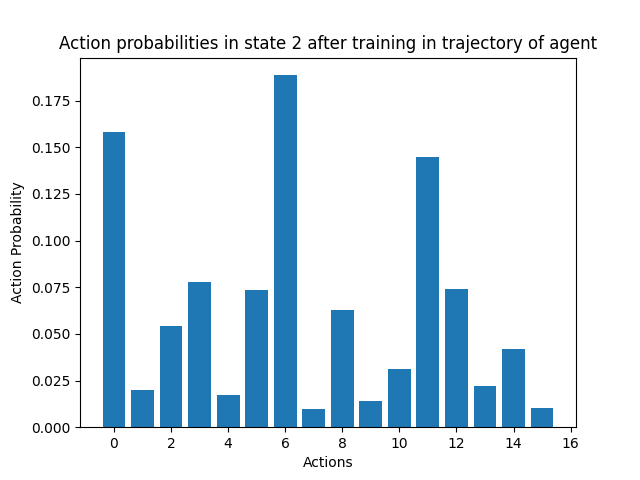 Action probabilities in state 2 after training in trajectory of agent
Action Probability
0.175
0.150
0.125
0.100
0.075
0.050
0.025
0.000
0 2 4 6 8 10 12 14 16
Actions